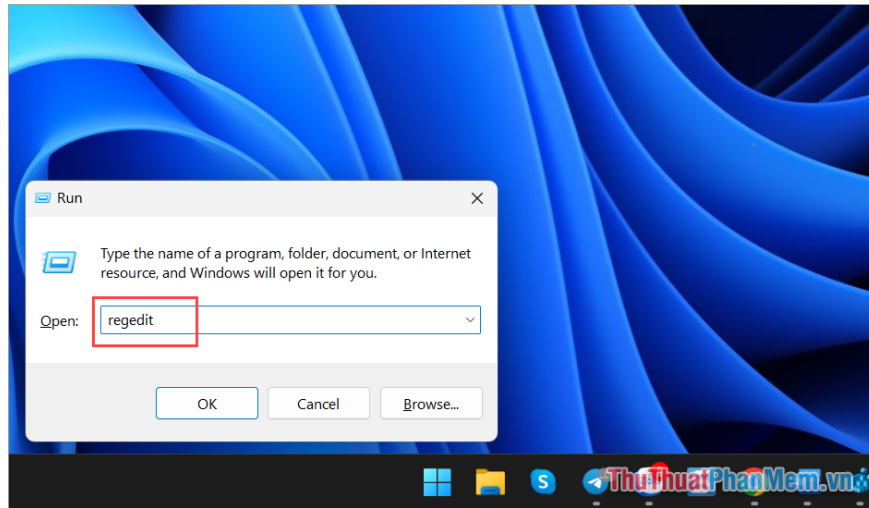 Run
Type the name of a program, folder, document, or Internet
resource, and Windows will open it for you.
Open: regedit
OK Cancel Browse...
S
ThuThuatPhanMem.vn